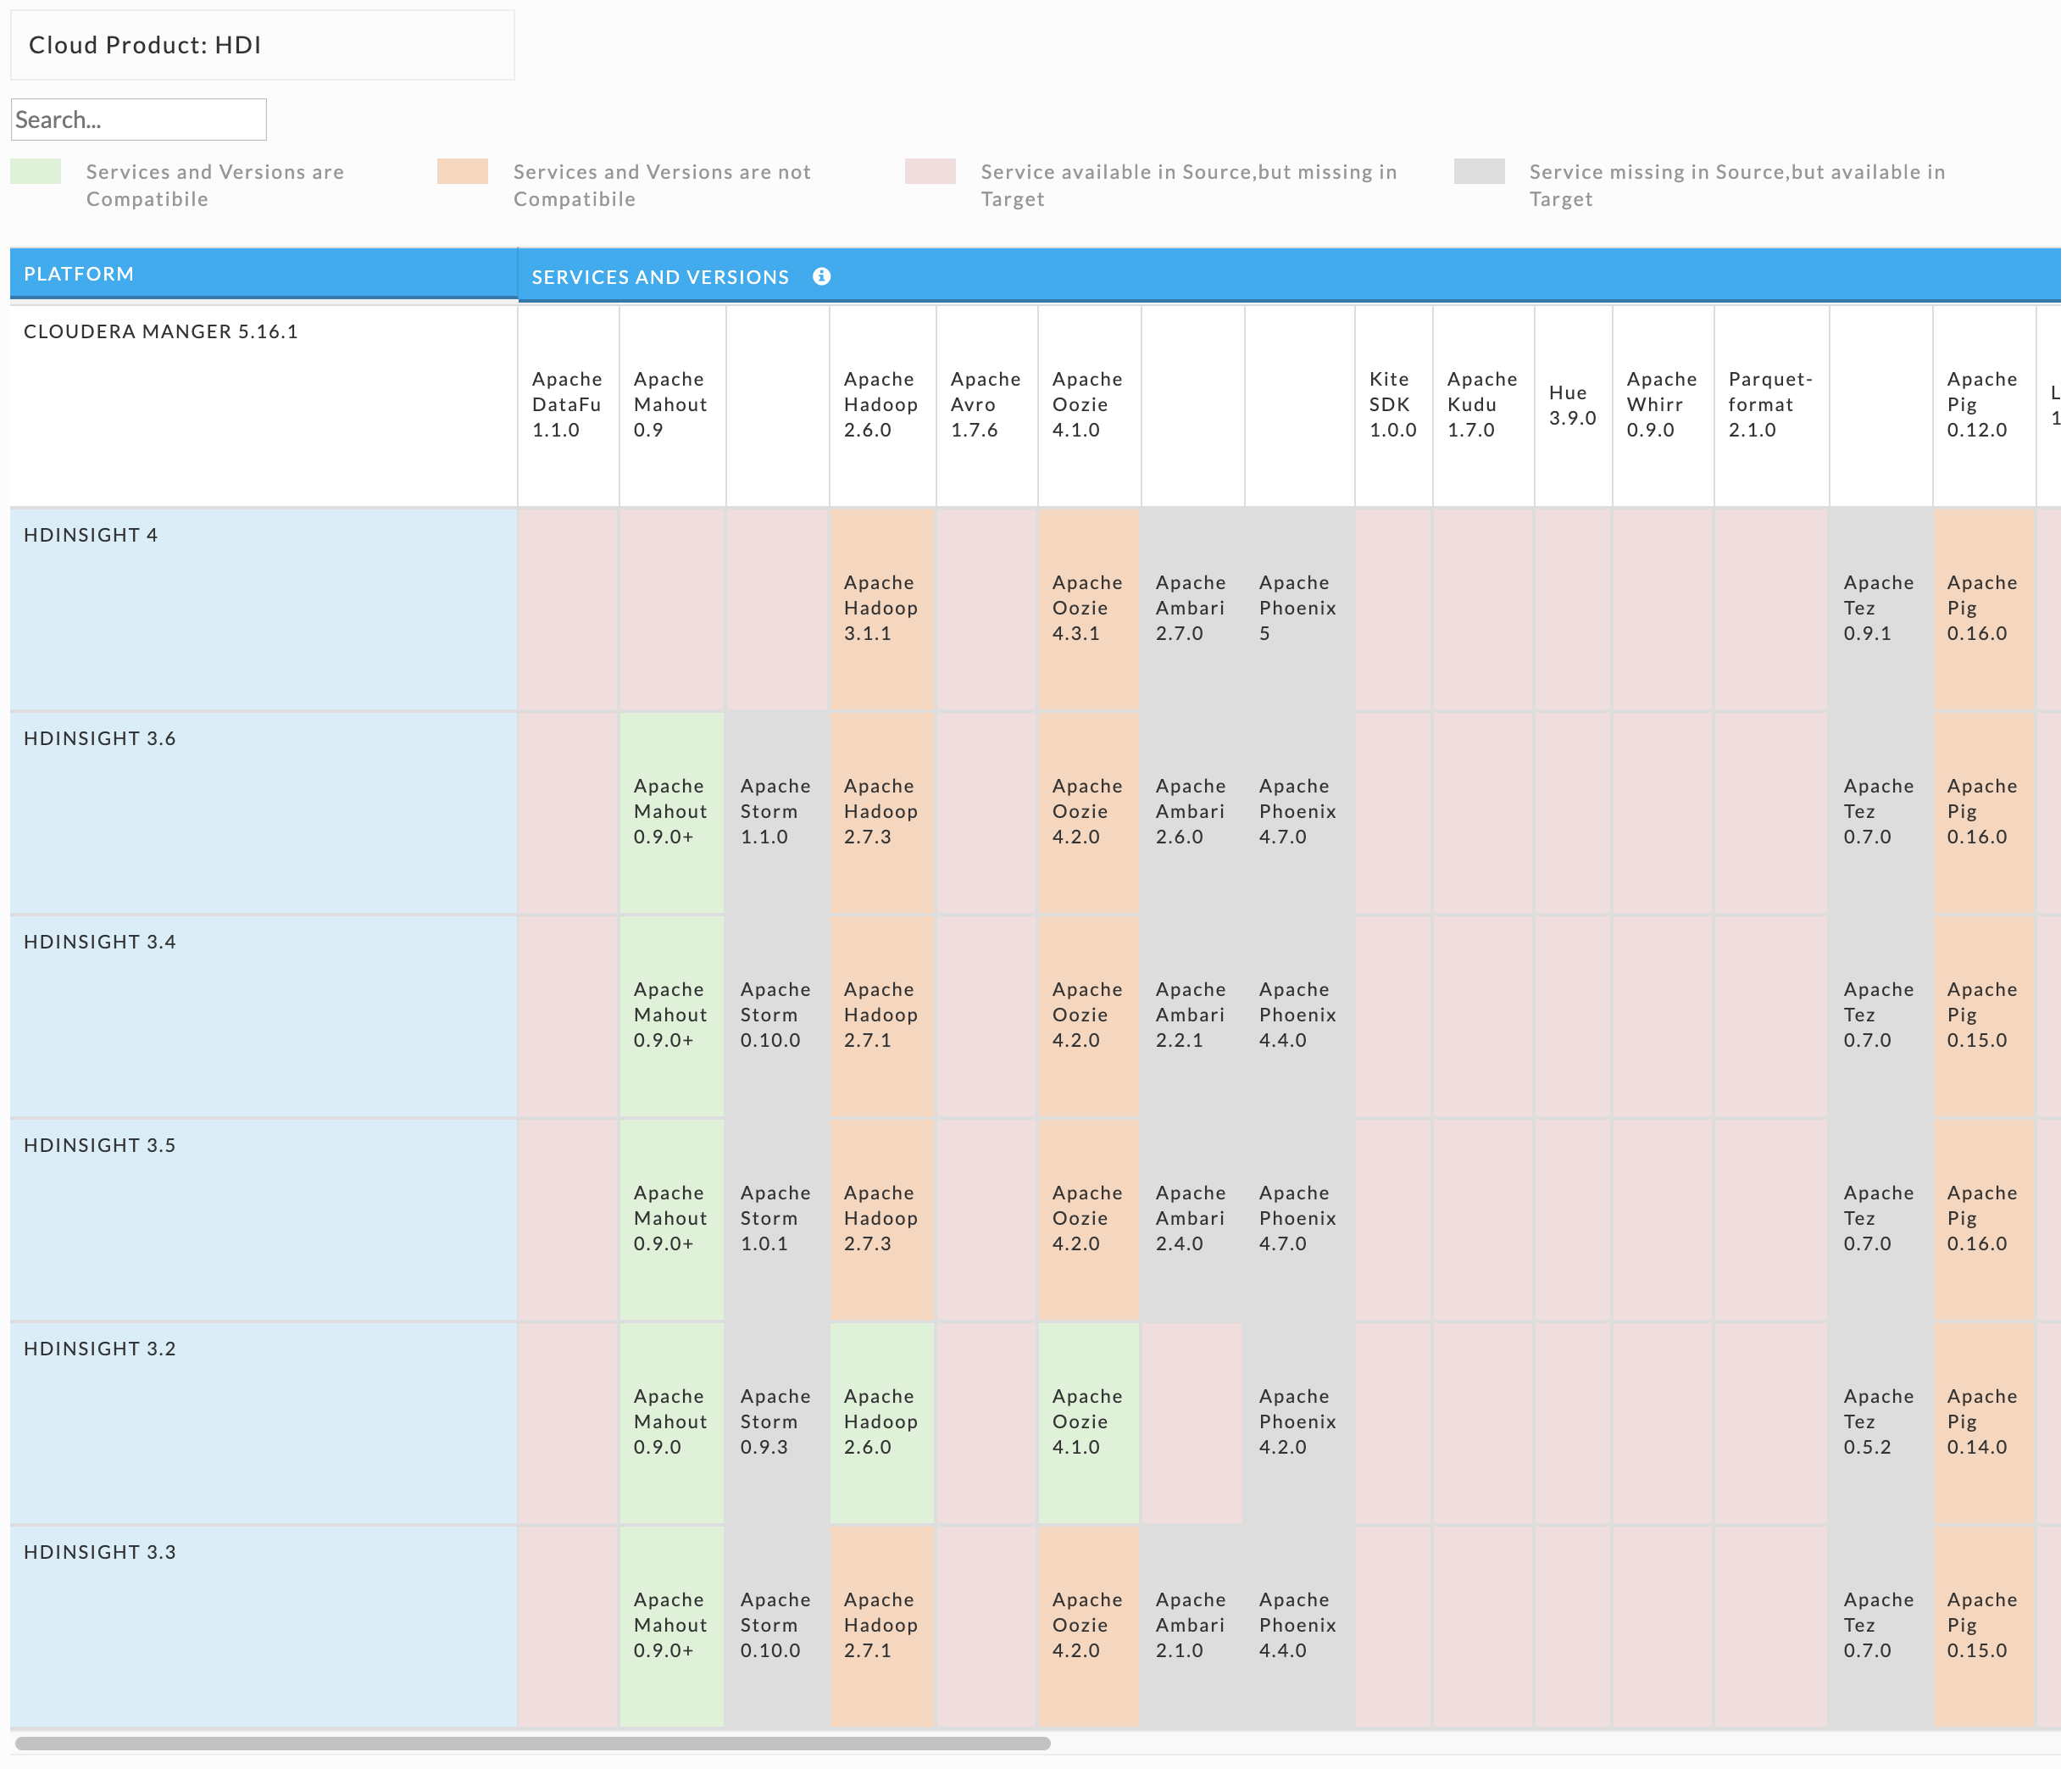 Cloud Product: HDI
Search...
Services and Versions are
Compatibile
Services and Versions are not
Compatibile
Service available in Source,but missing in
Target
Service missing in Source,but available in
Target
PLATFORM
SERVICES AND VERSIONS
CLOUDERA MANGER 5.16.1
Apache
DataFu
1.1.0
Apache
Mahout
0.9
Apache
Hadoop
2.6.0
Apache
Avro
1.7.6
Apache
Oozie
4.1.0
Kite
SDK
1.0.0
Apache
Kudu
1.7.0
Hue
3.9.0
Apache
Whirr
0.9.0
Parquet-
format
2.1.0
Apache
Pig
0.12.0
HDINSIGHT 4
Apache
Hadoop
3.1.1
Apache
Oozie
4.3.1
Apache
Ambari
2.7.0
Apache
Phoenix
5
Apache
Tez
0.9.1
Apache
Pig
0.16.0
HDINSIGHT 3.6
Apache
Mahout
0.9.0+
Apache
Storm
1.1.0
Apache
Hadoop
2.7.3
Apache
Oozie
4.2.0
Apache
Ambari
2.6.0
Apache
Phoenix
4.7.0
Apache
Tez
0.7.0
Apache
Pig
0.16.0
HDINSIGHT 3.4
Apache
Mahout
0.9.0+
Apache
Storm
0.10.0
Apache
Hadoop
2.7.1
Apache
Oozie
4.2.0
Apache
Ambari
2.2.1
Apache
Phoenix
4.4.0
Apache
Tez
0.7.0
Apache
Pig
0.15.0
HDINSIGHT 3.5
Apache
Mahout
0.9.0+
Apache
Storm
1.0.1
Apache
Hadoop
2.7.3
Apache
Oozie
4.2.0
Apache
Ambari
2.4.0
Apache
Phoenix
4.7.0
Apache
Tez
0.7.0
Apache
Pig
0.16.0
HDINSIGHT 3.2
Apache
Mahout
0.9.0
Apache
Storm
0.9.3
Apache
Hadoop
2.6.0
Apache
Oozie
4.1.0
Apache
Phoenix
4.2.0
Apache
Tez
0.5.2
Apache
Pig
0.14.0
HDINSIGHT 3.3
Apache
Mahout
0.9.0+
Apache
Storm
0.10.0
Apache
Hadoop
2.7.1
Apache
Oozie
4.2.0
Apache
Ambari
2.1.0
Apache
Phoenix
4.4.0
Apache
Tez
0.7.0
Apache
Pig
0.15.0